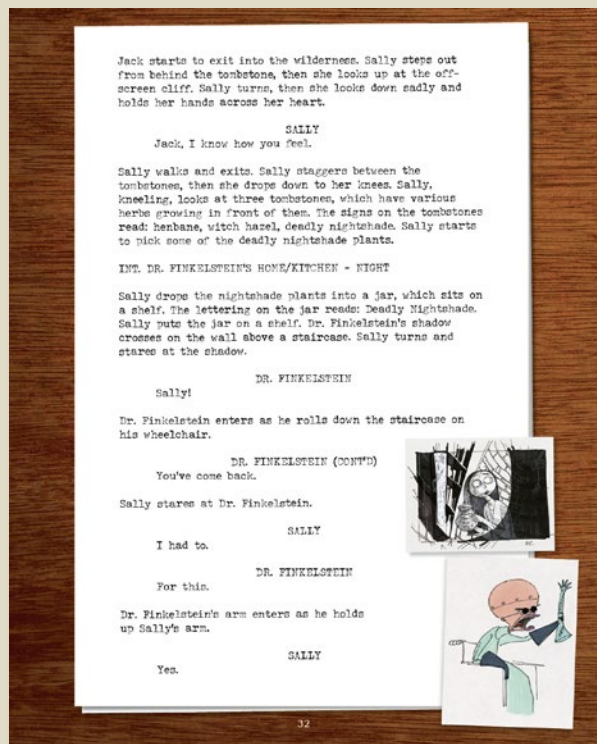 Jack starts to exit into the wilderness. Sally steps out
from behind the tombstone, then she looks up at the off-
screen cliff. Sally turns, then she looks down sadly and
holds her hands across her heart.
SALLY
Jack, I know how you feel.
Sally walks and exits. Sally staggers between the
tombstones, then she drops down to her knees. Sally,
kneeling, looks at three tombstones, which have various
herbs growing in front of them. The signs on the tombstones
read: henbane, witch hazel, deadly nightshade. Sally starts
to pick some of the deadly nightshade plants.
INT. DR. FINKELSTEIN'S HOME/KITCHEN - NIGHT
Sally drops the nightshade plants into a jar, which sits on
a shelf. The lettering on the jar reads: Deadly Nightshade.
Sally puts the jar on a shelf. Dr. Finkelstein's shadow
crosses on the wall above a staircase. Sally turns and
stares at the shadow.
DR. FINKELSTEIN
Sally!
Dr. Finkelstein enters as he rolls down the staircase on
his wheelchair.
DR. FINKELSTEIN (CONT'D)
You've come back.
Sally stares at Dr. Finkelstein.
SALLY
I had to.
DR. FINKELSTEIN
For this.
Dr. Finkelstein's arm enters as he holds
up Sally's arm.
SALLY
Yes.
32